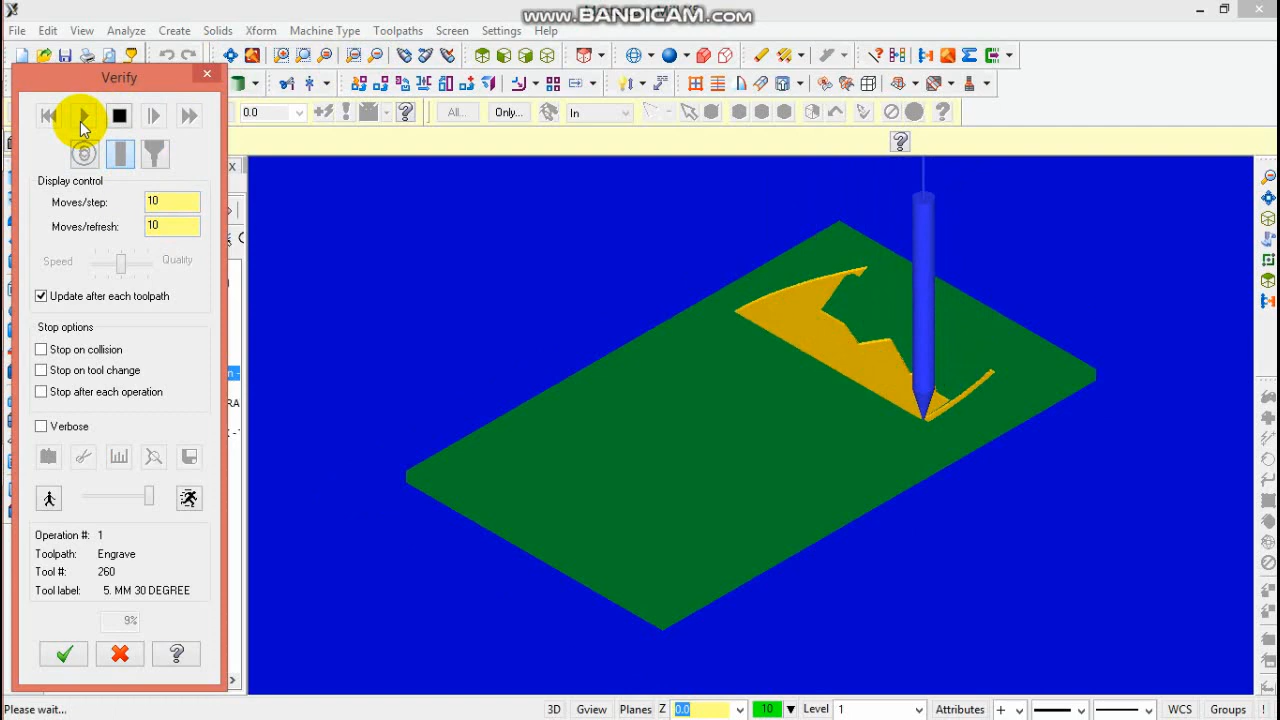 www.BANDICAM.com
File Edit View Analyze Create Solids Xform Machine Type Toolpaths Screen Settings Help
Verify
0.0
All...
Only...
In
Display control
Moves/step: 10
Moves/refresh: 10
Speed
Quality
Update after each toolpath
Stop options
Stop on collision
Stop on tool change
Stop after each operation
Verbose
Operation #: 1
Toolpath: Engrave
Tool #: 260
Tool label: 5. MM 30 DEGREE
9%
Please wait...
3D Gview Planes Z 0.0 10 Level 1 Attributes WCS Groups